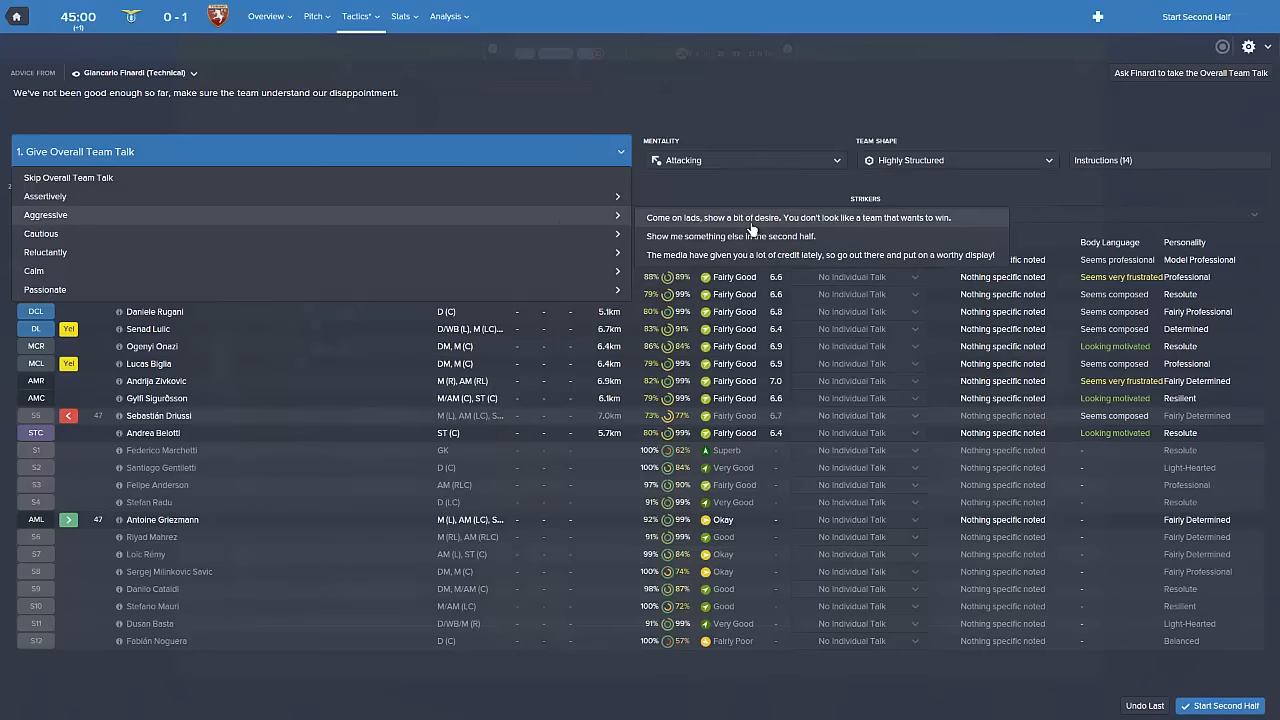 45:00 (+1) 0 - 1 Overview Pitch Tactics* Stats Analysis Start Second Half
ADVICE FROM Giancarlo Finardi (Technical) Ask Finardi to take the Overall Team Talk
We've not been good enough so far, make sure the team understand our disappointment.
1. Give Overall Team Talk
MENTALITY TEAM SHAPE
Attacking Highly Structured Instructions (14)
Skip Overall Team Talk
Assertively
Aggressive
Cautious
Reluctantly
Calm
Passionate
STRIKERS
Come on lads, show a bit of desire. You don't look like a team that wants to win.
Show me something else in the second half.
The media have given you a lot of credit lately, so go out there and put on a worthy display!
Body Language Personality
Nothing specific noted Seems professional Model Professional
88% 89% Fairly Good 6.6 No Individual Talk Nothing specific noted Seems very frustrated Professional
79% 99% Fairly Good 6.6 No Individual Talk Nothing specific noted Seems composed Resolute
DCL Daniele Rugani D (C) - - - 5.1km 80% 99% Fairly Good 6.8 No Individual Talk Nothing specific noted Seems composed Fairly Professional
DL Yel Senad Lulic D/WB (L), M (LC)... - - - 6.7km 83% 91% Fairly Good 6.4 No Individual Talk Nothing specific noted Seems composed Determined
MCR Ogenyi Onazi DM, M (C) - - - 6.4km 86% 84% Fairly Good 6.9 No Individual Talk Nothing specific noted Looking motivated Resolute
MCL Yel Lucas Biglia DM, M (C) - - - 6.4km 79% 99% Fairly Good 6.9 No Individual Talk Nothing specific noted Seems composed Professional
AMR Andrija Zivkovic M (R), AM (RL) - - - 6.9km 82% 99% Fairly Good 7.0 No Individual Talk Nothing specific noted Seems very frustrated Fairly Determined
AMC Gylfi Sigurðsson M/AM (C), ST (C) - - - 6.1km 79% 99% Fairly Good 6.6 No Individual Talk Nothing specific noted Looking motivated Resilient
S5 47 Sebastián Driussi M (L), AM (LC), S... - - - 7.0km 73% 77% Fairly Good 6.7 No Individual Talk Nothing specific noted Seems composed Fairly Determined
STC Andrea Belotti ST (C) - - - 5.7km 80% 99% Fairly Good 6.4 No Individual Talk Nothing specific noted Looking motivated Resolute
S1 Federico Marchetti GK - - - 100% 62% Superb - No Individual Talk Nothing specific noted - Resolute
S2 Santiago Gentiletti D (C) - - - 100% 84% Very Good - No Individual Talk Nothing specific noted - Light-Hearted
S3 Felipe Anderson AM (RLC) - - - 97% 90% Fairly Good - No Individual Talk Nothing specific noted - Professional
S4 Stefan Radu D (LC) - - - 91% 99% Very Good - No Individual Talk Nothing specific noted - Resolute
AML 47 Antoine Griezmann M (L), AM (LC), S... - - - 92% 99% Okay - No Individual Talk Nothing specific noted - Fairly Determined
S6 Riyad Mahrez M (RL), AM (RLC) - - - 91% 99% Good - No Individual Talk Nothing specific noted - Fairly Determined
S7 Loïc Rémy AM (L), ST (C) - - - 99% 84% Okay - No Individual Talk Nothing specific noted - Fairly Determined
S8 Sergej Milinkovic Savic DM, M (C) - - - 100% 74% Okay - No Individual Talk Nothing specific noted - Fairly Professional
S9 Danilo Cataldi DM, M/AM (C) - - - 98% 87% Good - No Individual Talk Nothing specific noted - Resolute
S10 Stefano Mauri M/AM (LC) - - - 100% 72% Good - No Individual Talk Nothing specific noted - Resilient
S11 Dusan Basta D/WB/M (R) - - - 91% 99% Very Good - No Individual Talk Nothing specific noted - Light-Hearted
S12 Fabián Noguera D (C) - - - 100% 57% Fairly Poor - No Individual Talk Nothing specific noted - Balanced
Undo Last Start Second Half